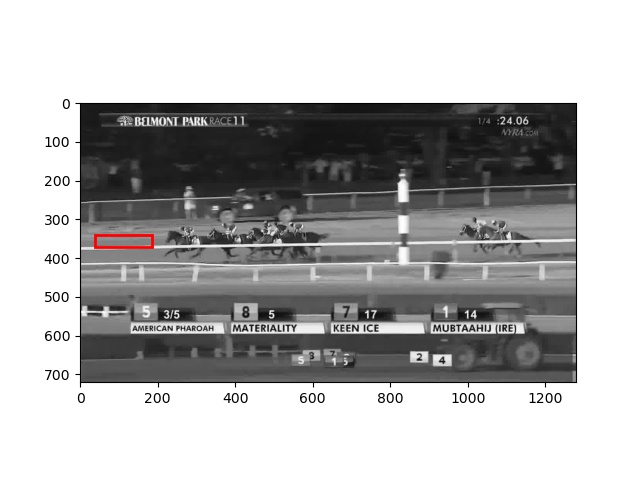 0
BELMONT PARK RACE 11 1/4 :24.06
NYRA.com
100
200
300
400
500
5 3/5 8 5 7 17 1 14
AMERICAN PHAROAH MATERIALITY KEEN ICE MUBTAAHIJ (IRE)
600
5 1 2 4
700
0 200 400 600 800 1000 1200